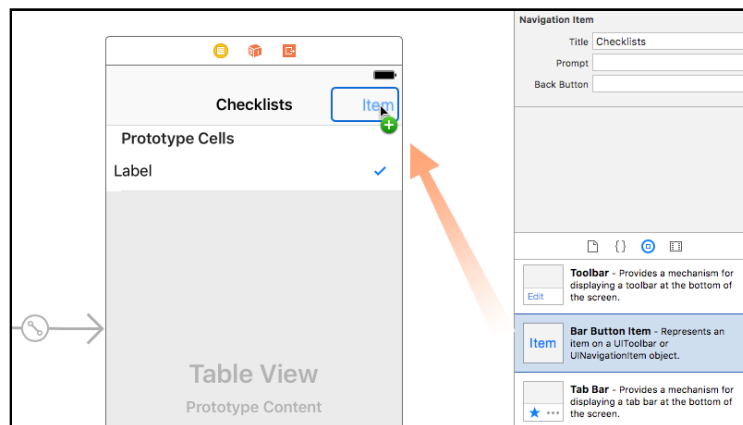 Navigation Item
Title Checklists
Prompt
Back Button
Checklists
Item
Prototype Cells
Label
Table View
Prototype Content
{}
Toolbar - Provides a mechanism for
displaying a toolbar at the bottom of
the screen.
Edit
Item
Bar Button Item - Represents an
item on a UIToolbar or
UINavigationItem object.
Tab Bar - Provides a mechanism for
displaying a tab bar at the bottom of
the screen.